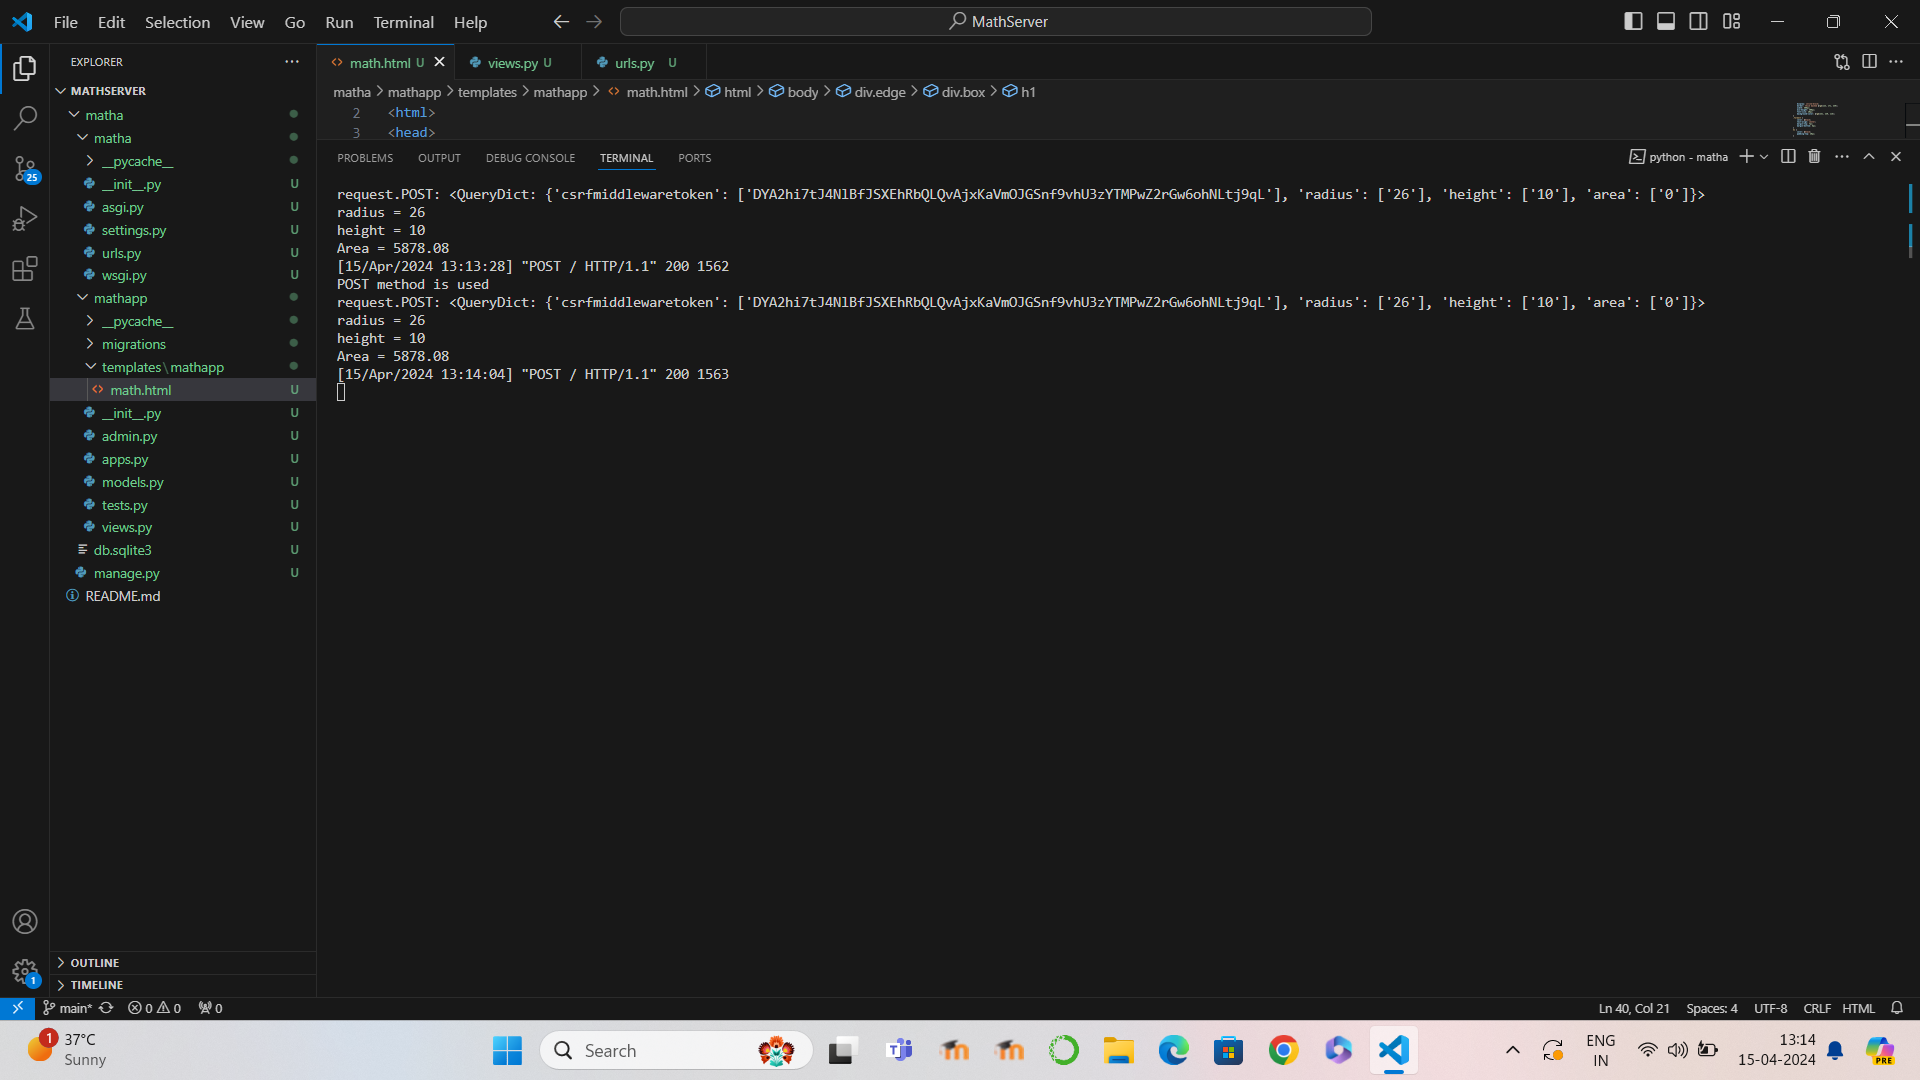 File Edit Selection View Go Run Terminal Help
MathServer
EXPLORER
MATHSERVER
matha
matha
__pycache__
__init__.py U
asgi.py U
settings.py U
urls.py U
wsgi.py U
mathapp
__pycache__
migrations
templates\mathapp
math.html U
__init__.py U
admin.py U
apps.py U
models.py U
tests.py U
views.py U
db.sqlite3 U
manage.py U
README.md
OUTLINE
TIMELINE
25
1
math.html U views.py U urls.py U
matha > mathapp > templates > mathapp > math.html > html > body > div.edge > div.box > h1
2 <html>
3 <head>
PROBLEMS OUTPUT DEBUG CONSOLE TERMINAL PORTS
python - matha
request.POST: <QueryDict: {'csrfmiddlewaretoken': ['DYA2hi7tJ4NlBfJSXEhRbQLQvAjxKaVmOJGSnf9vhU3zYTMPwZ2rGw6ohNLtj9qL'], 'radius': ['26'], 'height': ['10'], 'area': ['0']}>
radius = 26
height = 10
Area = 5878.08
[15/Apr/2024 13:13:28] "POST / HTTP/1.1" 200 1562
POST method is used
request.POST: <QueryDict: {'csrfmiddlewaretoken': ['DYA2hi7tJ4NlBfJSXEhRbQLQvAjxKaVmOJGSnf9vhU3zYTMPwZ2rGw6ohNLtj9qL'], 'radius': ['26'], 'height': ['10'], 'area': ['0']}>
radius = 26
height = 10
Area = 5878.08
[15/Apr/2024 13:14:04] "POST / HTTP/1.1" 200 1563
main* 0 0 0
Ln 40, Col 21 Spaces: 4 UTF-8 CRLF HTML
1
37°C
Sunny
Search
ENG
IN
13:14
15-04-2024
PRE